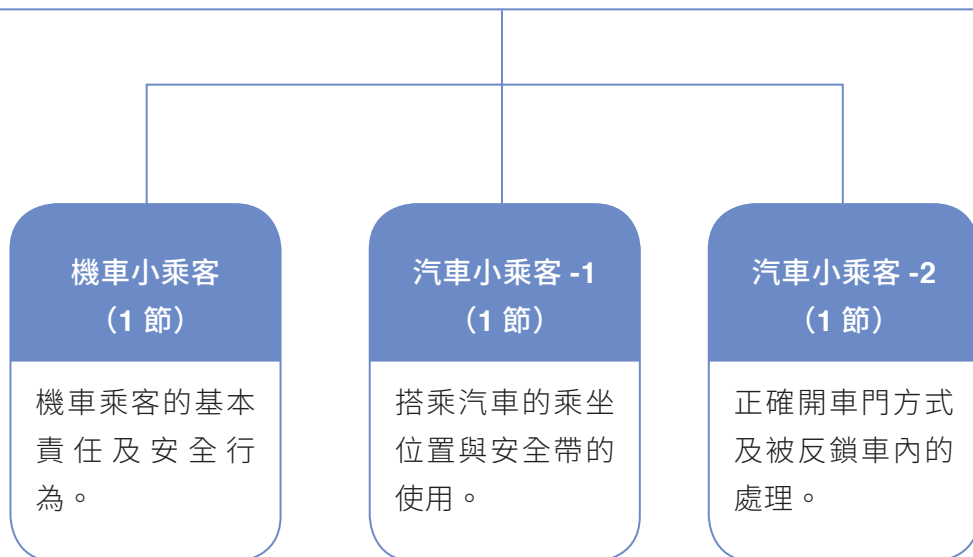 機車小乘客
（1 節）
機車乘客的基本
責任及安全行
為。
汽車小乘客 -1
（1 節）
搭乘汽車的乘坐
位置與安全帶的
使用。
汽車小乘客 -2
（1 節）
正確開車門方式
及被反鎖車內的
處理。